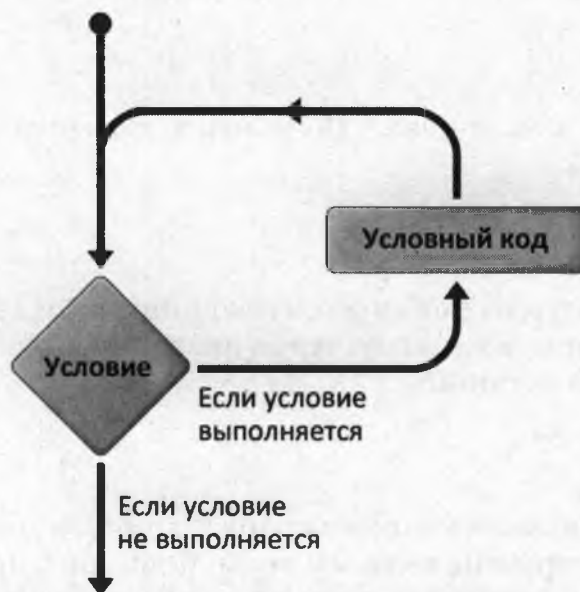 Условный код
Условие
Если условие
выполняется
Если условие
не выполняется